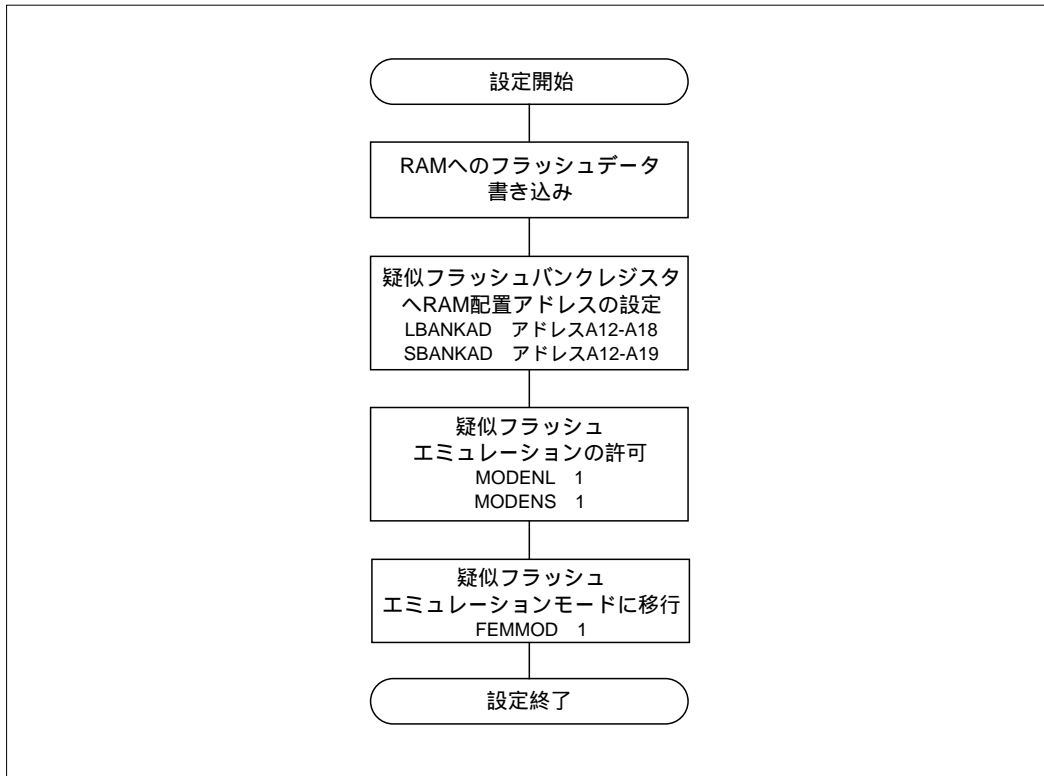 設定開始
RAMへのフラッシュデータ
書き込み
疑似フラッシュバンクレジスタ
へRAM配置アドレスの設定
LBANKAD　アドレスA12-A18
SBANKAD　アドレスA12-A19
疑似フラッシュ
エミュレーションの許可
MODENL　1
MODENS　1
疑似フラッシュ
エミュレーションモードに移行
FEMMOD　1
設定終了